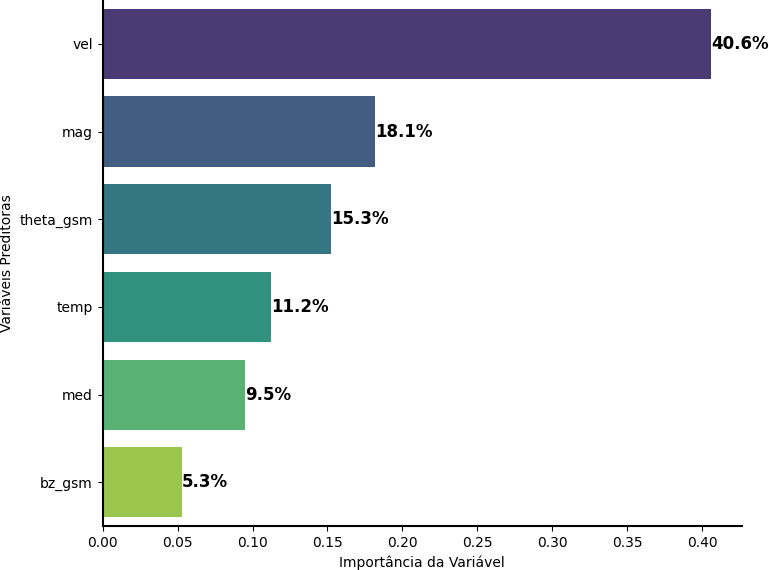 vel
40.6%
mag
18.1%
theta_gsm
15.3%
temp
11.2%
med
9.5%
bz_gsm
5.3%
Variáveis Preditoras
0.00 0.05 0.10 0.15 0.20 0.25 0.30 0.35 0.40
Importância da Variável